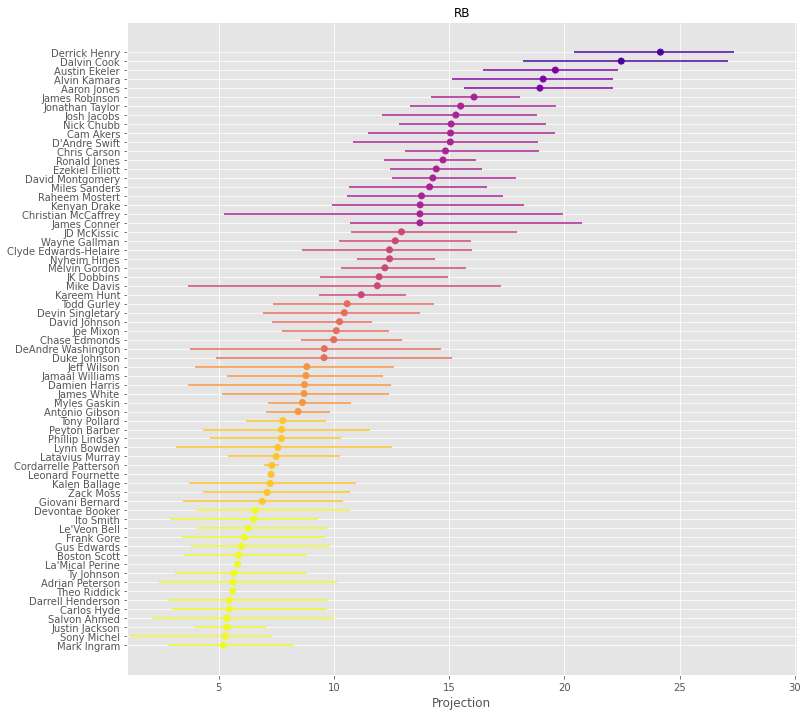 RB
Derrick Henry
Dalvin Cook
Austin Ekeler
Alvin Kamara
Aaron Jones
James Robinson
Jonathan Taylor
Josh Jacobs
Nick Chubb
Cam Akers
D'Andre Swift
Chris Carson
Ronald Jones
Ezekiel Elliott
David Montgomery
Miles Sanders
Raheem Mostert
Kenyan Drake
Christian McCaffrey
James Conner
JD McKissic
Wayne Gallman
Clyde Edwards-Helaire
Nyheim Hines
Melvin Gordon
JK Dobbins
Mike Davis
Kareem Hunt
Todd Gurley
Devin Singletary
David Johnson
Joe Mixon
Chase Edmonds
DeAndre Washington
Duke Johnson
Jeff Wilson
Jamaal Williams
Damien Harris
James White
Myles Gaskin
Antonio Gibson
Tony Pollard
Peyton Barber
Phillip Lindsay
Lynn Bowden
Latavius Murray
Cordarrelle Patterson
Leonard Fournette
Kalen Ballage
Zack Moss
Giovani Bernard
Devontae Booker
Ito Smith
Le'Veon Bell
Frank Gore
Gus Edwards
Boston Scott
La'Mical Perine
Ty Johnson
Adrian Peterson
Theo Riddick
Darrell Henderson
Carlos Hyde
Salvon Ahmed
Justin Jackson
Sony Michel
Mark Ingram
5 10 15 20 25 30
Projection